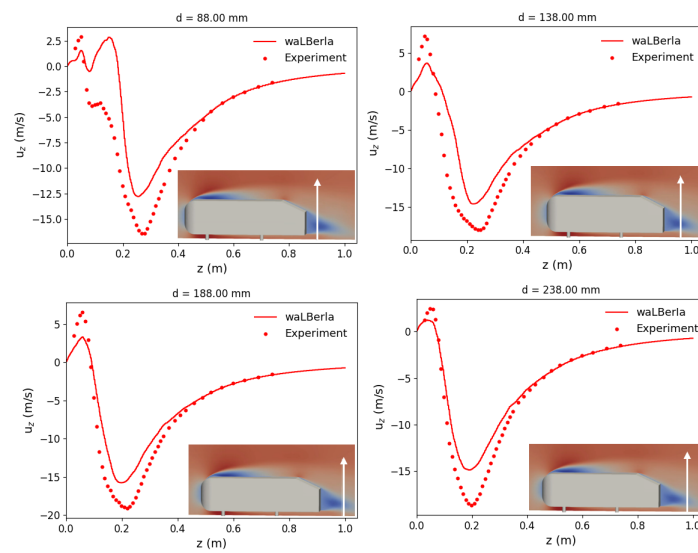 d = 88.00 mm
waLBerla
Experiment
2.5
0.0
−2.5
−5.0
−7.5
−10.0
−12.5
−15.0
u_z (m/s)
0.0 0.2 0.4 0.6 0.8 1.0
z (m)
d = 138.00 mm
waLBerla
Experiment
5
0
−5
−10
−15
u_z (m/s)
0.0 0.2 0.4 0.6 0.8 1.0
z (m)
d = 188.00 mm
waLBerla
Experiment
5
0
−5
−10
−15
−20
u_z (m/s)
0.0 0.2 0.4 0.6 0.8 1.0
z (m)
d = 238.00 mm
waLBerla
Experiment
0
−5
−10
−15
u_z (m/s)
0.0 0.2 0.4 0.6 0.8 1.0
z (m)